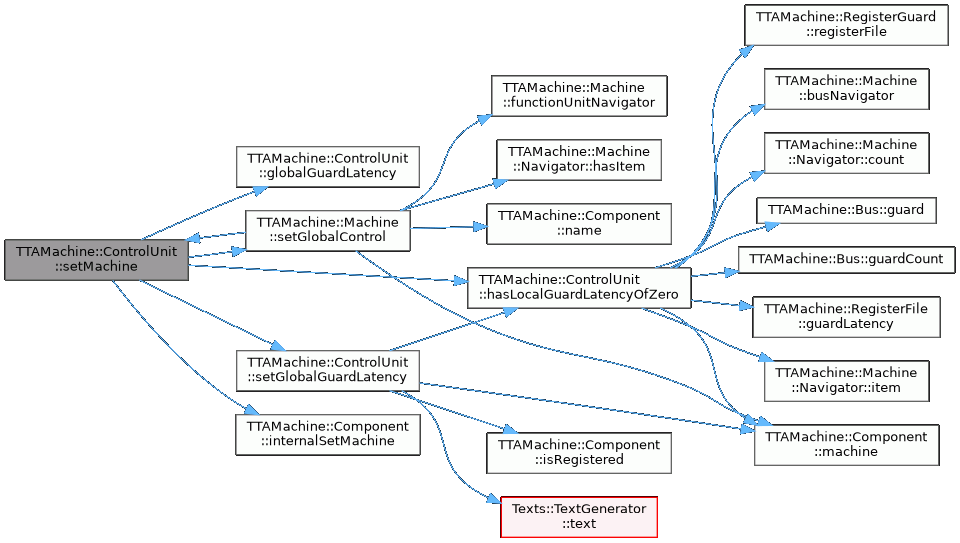 TTAMachine::ControlUnit
::setMachine
TTAMachine::ControlUnit
::globalGuardLatency
TTAMachine::Machine
::setGlobalControl
TTAMachine::ControlUnit
::setGlobalGuardLatency
TTAMachine::Component
::internalSetMachine
TTAMachine::Machine
::functionUnitNavigator
TTAMachine::Machine
::Navigator::hasItem
TTAMachine::Component
::name
TTAMachine::ControlUnit
::hasLocalGuardLatencyOfZero
TTAMachine::Component
::isRegistered
Texts::TextGenerator
::text
TTAMachine::RegisterGuard
::registerFile
TTAMachine::Machine
::busNavigator
TTAMachine::Machine
::Navigator::count
TTAMachine::Bus::guard
TTAMachine::Bus::guardCount
TTAMachine::RegisterFile
::guardLatency
TTAMachine::Machine
::Navigator::item
TTAMachine::Component
::machine